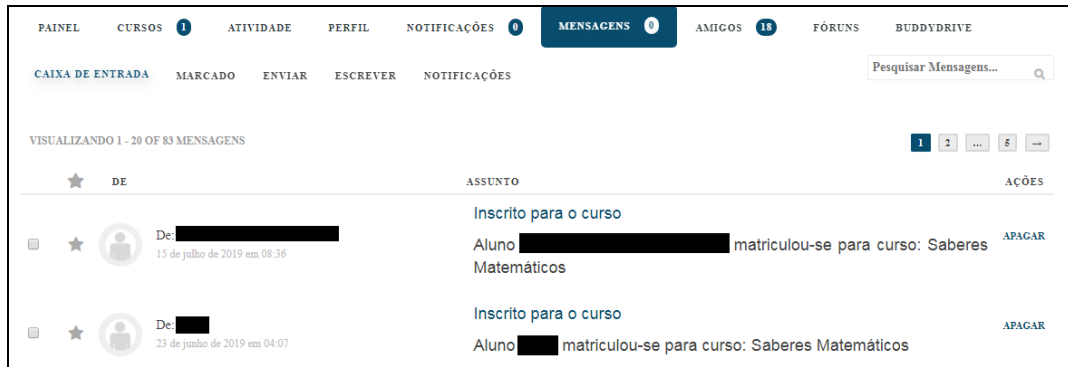 PAINEL CURSOS 1 ATIVIDADE PERFIL NOTIFICAÇÕES 0 MENSAGENS 0 AMIGOS 18 FÓRUNS BUDDYDRIVE
CAIXA DE ENTRADA MARCADO ENVIAR ESCREVER NOTIFICAÇÕES Pesquisar Mensagens...
VISUALIZANDO 1 - 20 OF 83 MENSAGENS 1 2 ... 5 →
DE ASSUNTO AÇÕES
Inscrito para o curso
De: Aluno matriculou-se para curso: Saberes APAGAR
15 de julho de 2019 em 08:36 Matemáticos
Inscrito para o curso
De: APAGAR
23 de junho de 2019 em 04:07 Aluno matriculou-se para curso: Saberes Matemáticos